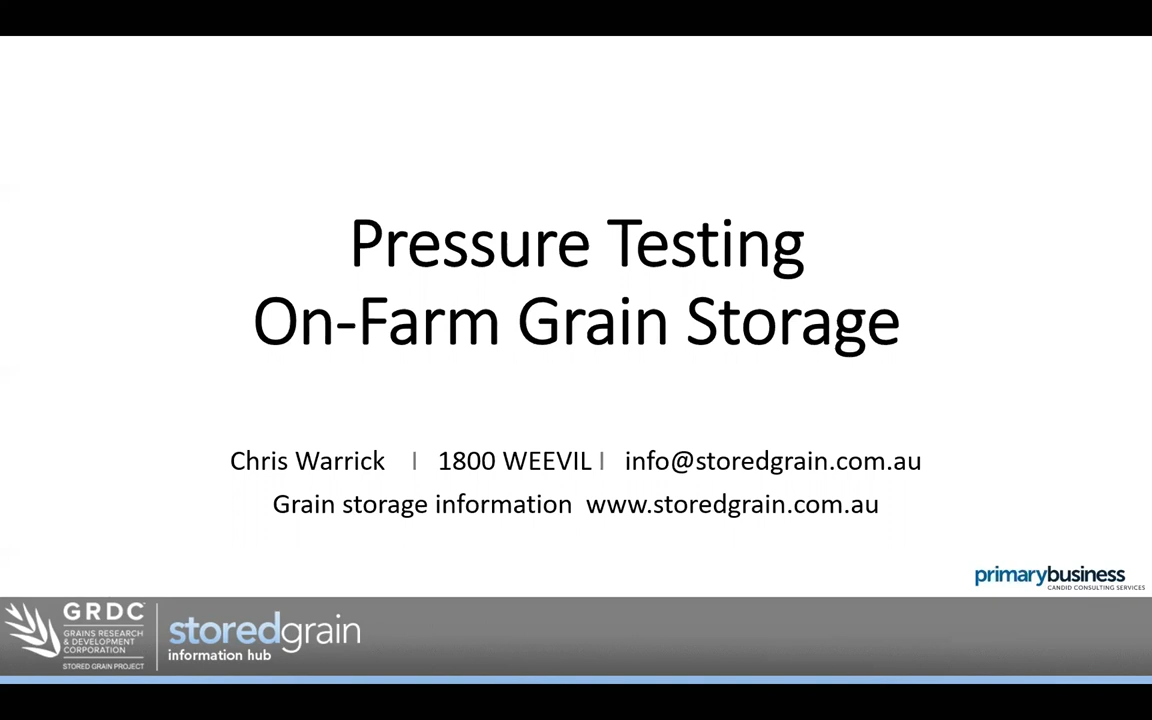 Pressure Testing
On-Farm Grain Storage
Chris Warrick | 1800 WEEVIL | info@storedgrain.com.au
Grain storage information www.storedgrain.com.au
primarybusiness
CANDID CONSULTING SERVICES
GRDC™
GRAINS RESEARCH
& DEVELOPMENT
CORPORATION
STORED GRAIN PROJECT
storedgrain
information hub